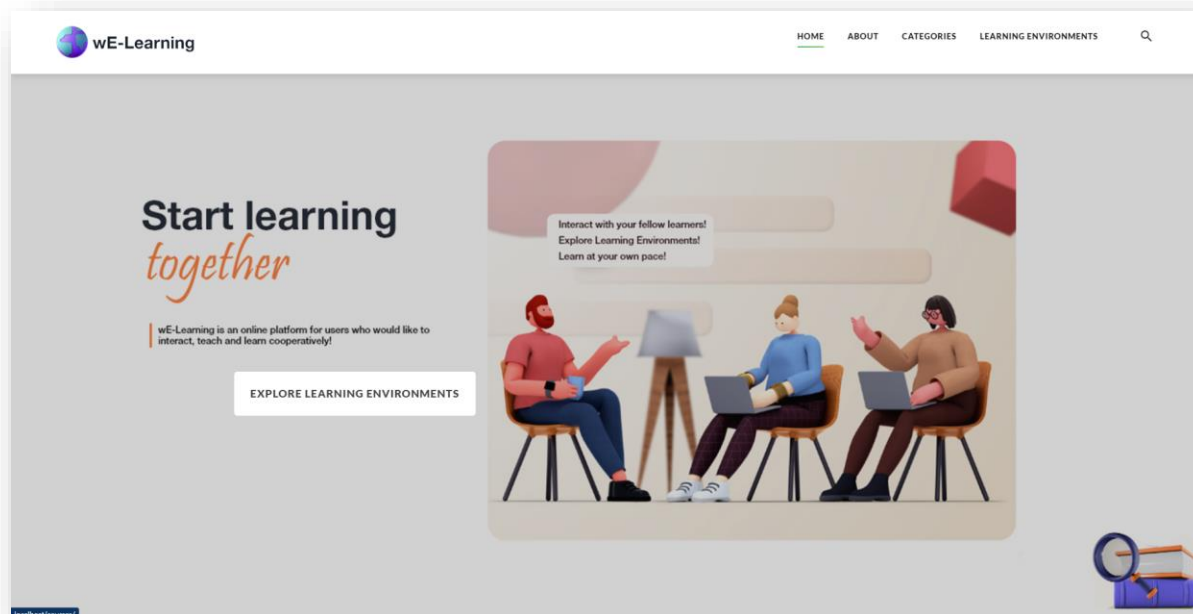 wE-Learning
HOME ABOUT CATEGORIES LEARNING ENVIRONMENTS
Start learning
together
wE-Learning is an online platform for users who would like to
interact, teach and learn cooperatively!
EXPLORE LEARNING ENVIRONMENTS
Interact with your fellow learners!
Explore Learning Environments!
Learn at your own pace!